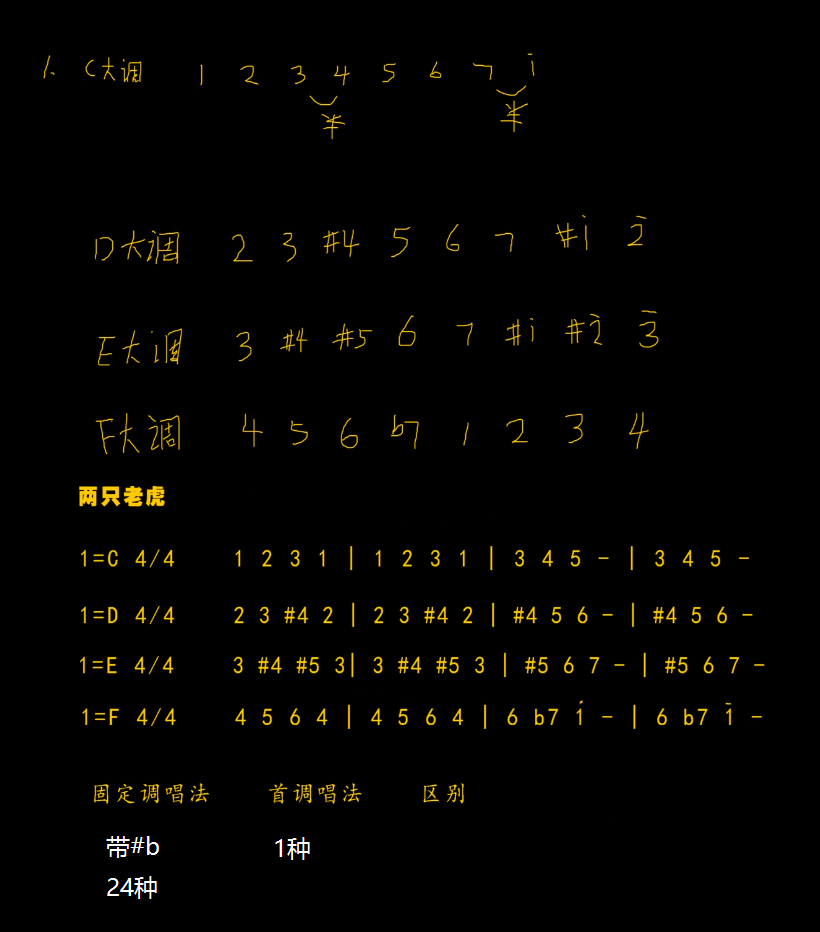 1. C大调 1 2 3 4 5 6 7 i
半 半
D大调 2 3 #4 5 6 7 #i 2̇
E大调 3 #4 #5 6 7 #i #2̇ 3̇
F大调 4 5 6 b7 1 2 3 4
两只老虎
1=C 4/4 1 2 3 1 | 1 2 3 1 | 3 4 5 - | 3 4 5 -
1=D 4/4 2 3 #4 2 | 2 3 #4 2 | #4 5 6 - | #4 5 6 -
1=E 4/4 3 #4 #5 3| 3 #4 #5 3 | #5 6 7 - | #5 6 7 -
1=F 4/4 4 5 6 4 | 4 5 6 4 | 6 b7 1̇ - | 6 b7 1̇ -
固定调唱法 首调唱法 区别
带#b 1种
24种